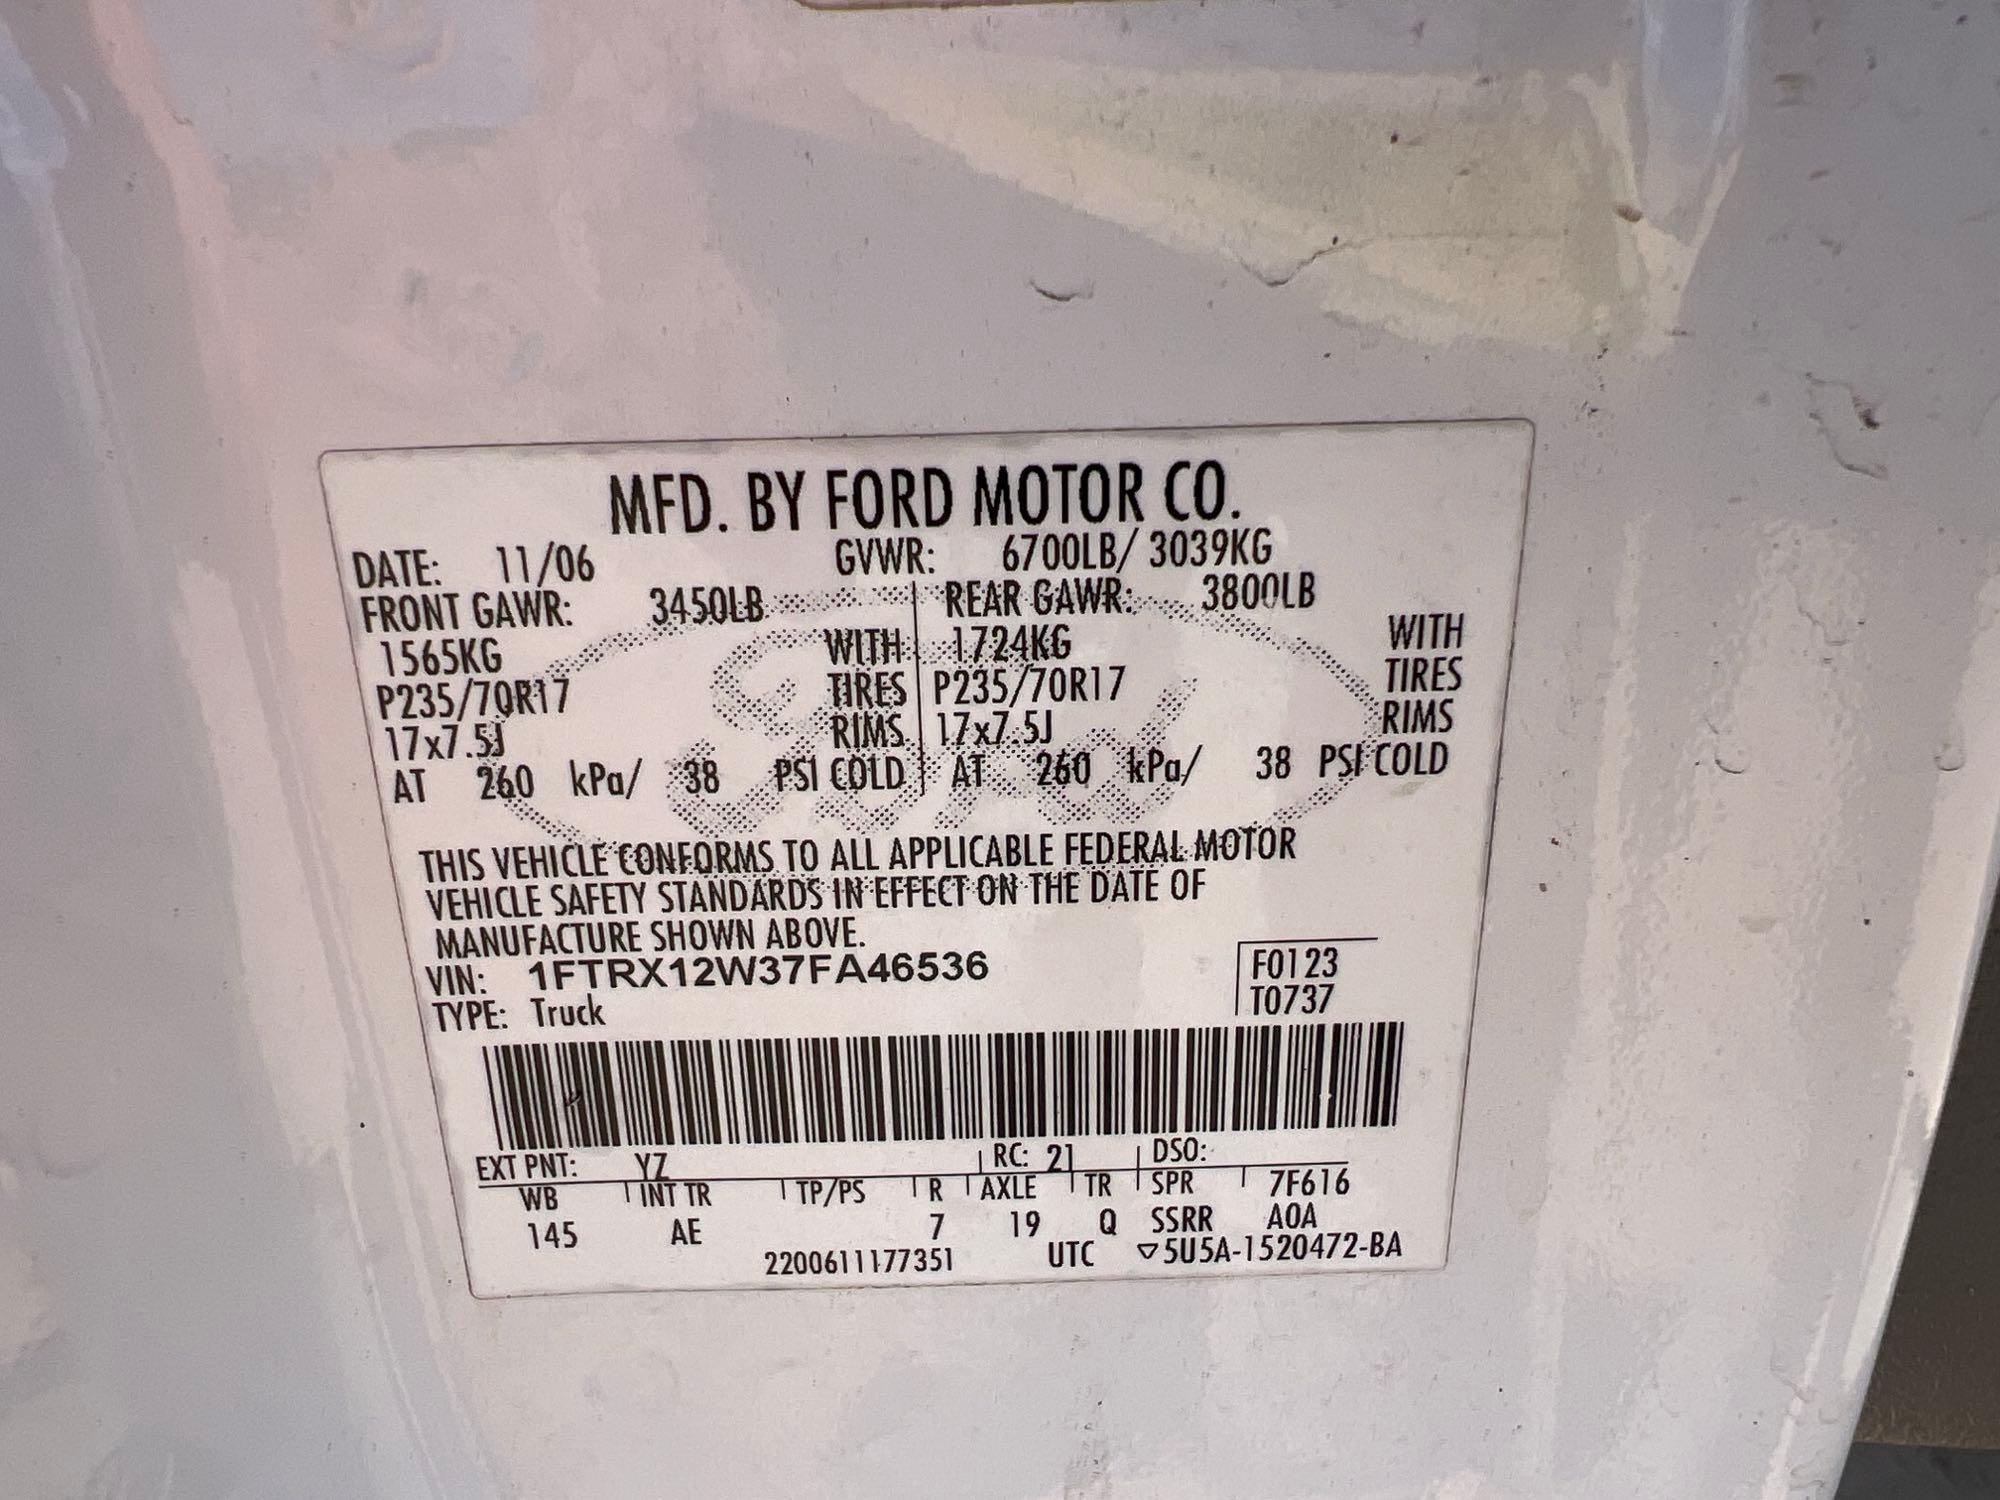 MFD. BY FORD MOTOR CO.
DATE: 11/06 GVWR: 6700LB/ 3039KG
FRONT GAWR: 3450LB REAR GAWR: 3800LB
1565KG WITH 1724KG WITH
P235/70R17 TIRES P235/70R17 TIRES
17x7.5J RIMS 17x7.5J RIMS
AT 260 kPa/ 38 PSI COLD AT 260 kPa/ 38 PSI COLD
THIS VEHICLE CONFORMS TO ALL APPLICABLE FEDERAL MOTOR
VEHICLE SAFETY STANDARDS IN EFFECT ON THE DATE OF
MANUFACTURE SHOWN ABOVE.
VIN: 1FTRX12W37FA46536 F0123
TYPE: Truck T0737
EXT PNT: YZ RC: 21 DSO:
WB INT TR TP/PS R AXLE TR SPR 7F616
145 AE 7 19 Q SSRR A0A
2200611177351 UTC ▽5U5A-1520472-BA